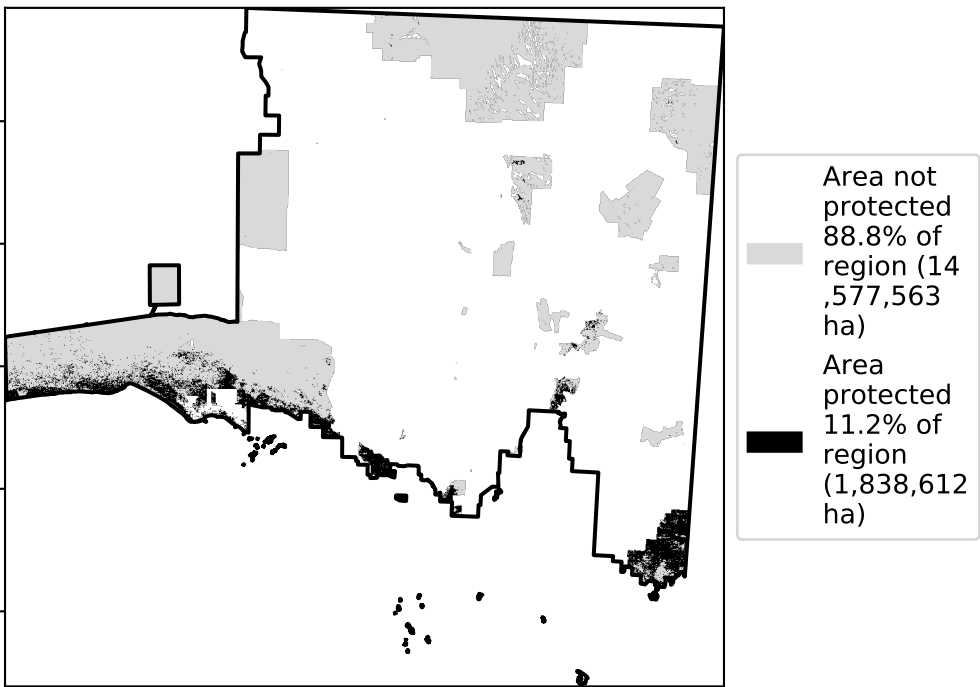 Area not
protected
88.8% of
region (14
,577,563
ha)
Area
protected
11.2% of
region
(1,838,612
ha)